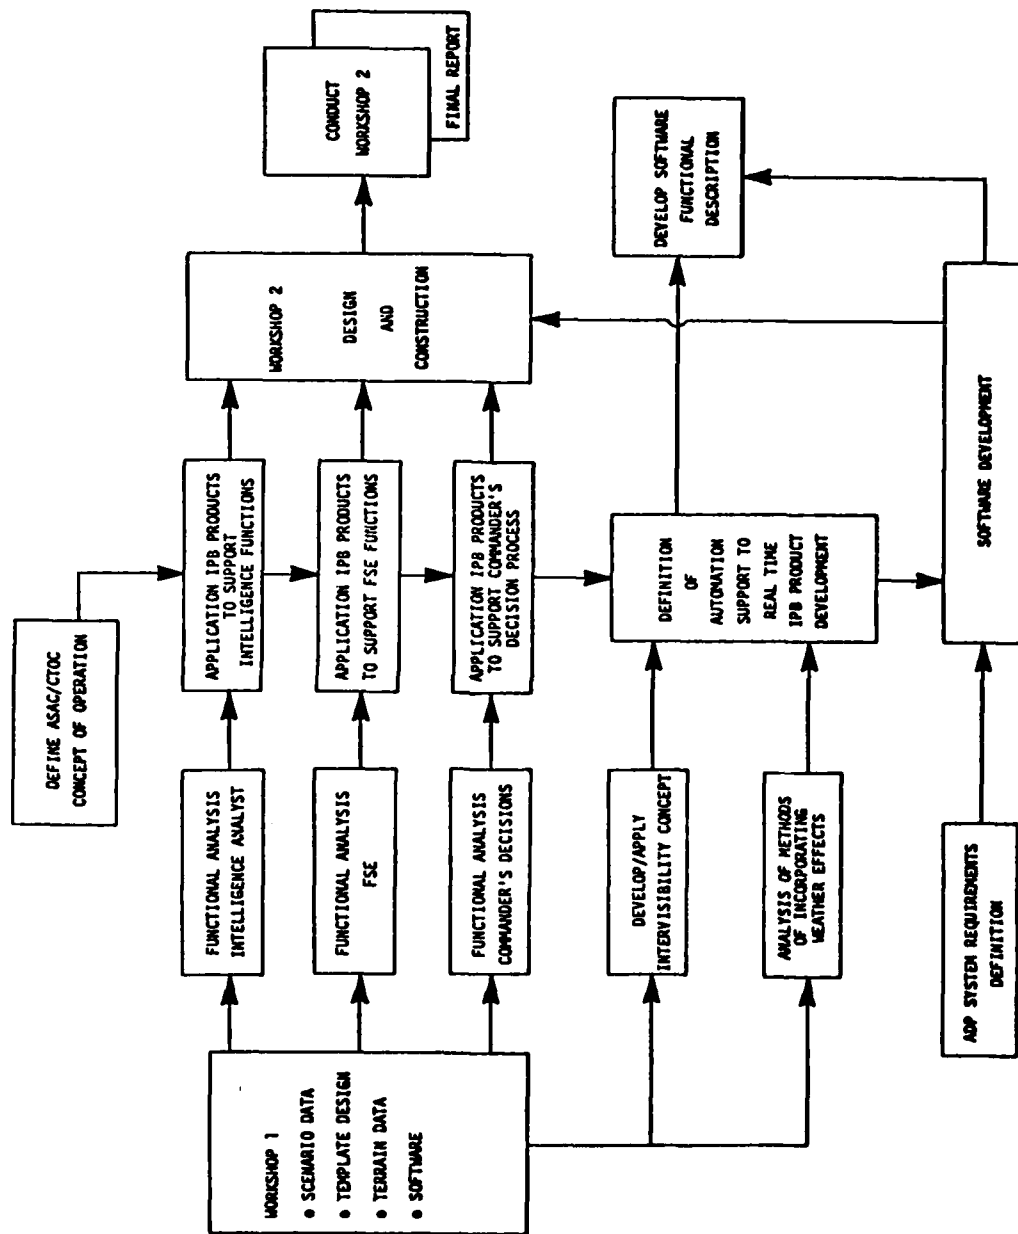 DEFINE ASAC/CTOC
CONCEPT OF OPERATION
WORKSHOP 1
● SCENARIO DATA
● TEMPLATE DESIGN
● TERRAIN DATA
● SOFTWARE
FUNCTIONAL ANALYSIS
INTELLIGENCE ANALYST
FUNCTIONAL ANALYSIS
FSE
FUNCTIONAL ANALYSIS
COMMANDER'S DECISIONS
APPLICATION IPB PRODUCTS
TO SUPPORT
INTELLIGENCE FUNCTIONS
APPLICATION IPB PRODUCTS
TO SUPPORT FSE FUNCTIONS
APPLICATION IPB PRODUCTS
TO SUPPORT COMMANDER'S
DECISION PROCESS
WORKSHOP 2
DESIGN
AND
CONSTRUCTION
CONDUCT
WORKSHOP 2
FINAL REPORT
DEVELOP/APPLY
INTERVISIBILITY CONCEPT
ANALYSIS OF METHODS
OF INCORPORATING
WEATHER EFFECTS
DEFINITION
OF
AUTOMATION
SUPPORT TO
REAL TIME
IPB PRODUCT
DEVELOPMENT
DEVELOP SOFTWARE
FUNCTIONAL
DESCRIPTION
ADP SYSTEM REQUIREMENTS
DEFINITION
SOFTWARE DEVELOPMENT